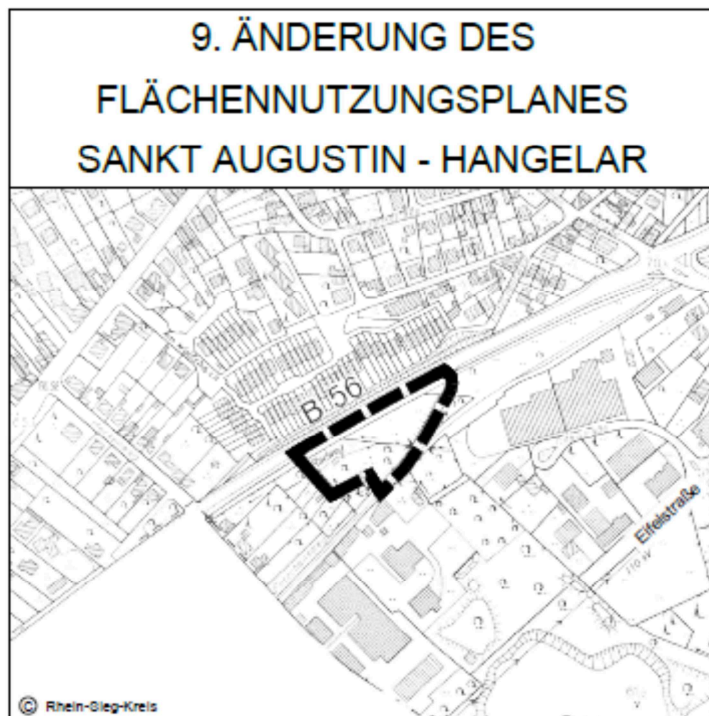 9. ÄNDERUNG DES
FLÄCHENNUTZUNGSPLANES
SANKT AUGUSTIN - HANGELAR
B 56
Eifelstraße
© Rhein-Sieg-Kreis